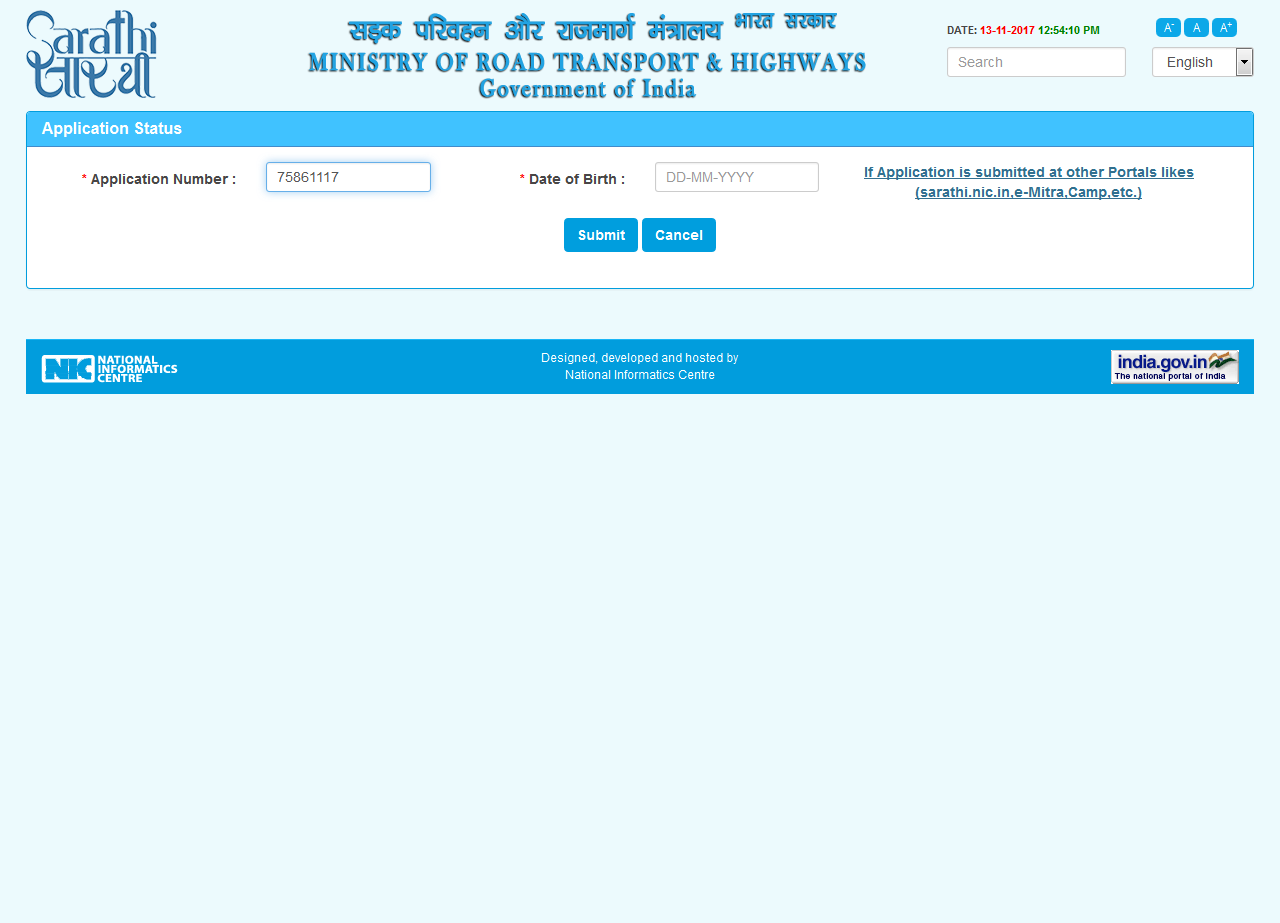 Sarathi
सारथी
सड़क परिवहन और राजमार्ग मंत्रालय भारत सरकार
MINISTRY OF ROAD TRANSPORT & HIGHWAYS
Government of India
DATE: 13-11-2017 12:54:10 PM
A- A A+
Search
English
Application Status
* Application Number : 75861117
* Date of Birth : DD-MM-YYYY
If Application is submitted at other Portals likes
(sarathi.nic.in,e-Mitra,Camp,etc.)
Submit Cancel
NIC NATIONAL
INFORMATICS
CENTRE
Designed, developed and hosted by
National Informatics Centre
india.gov.in
The national portal of India